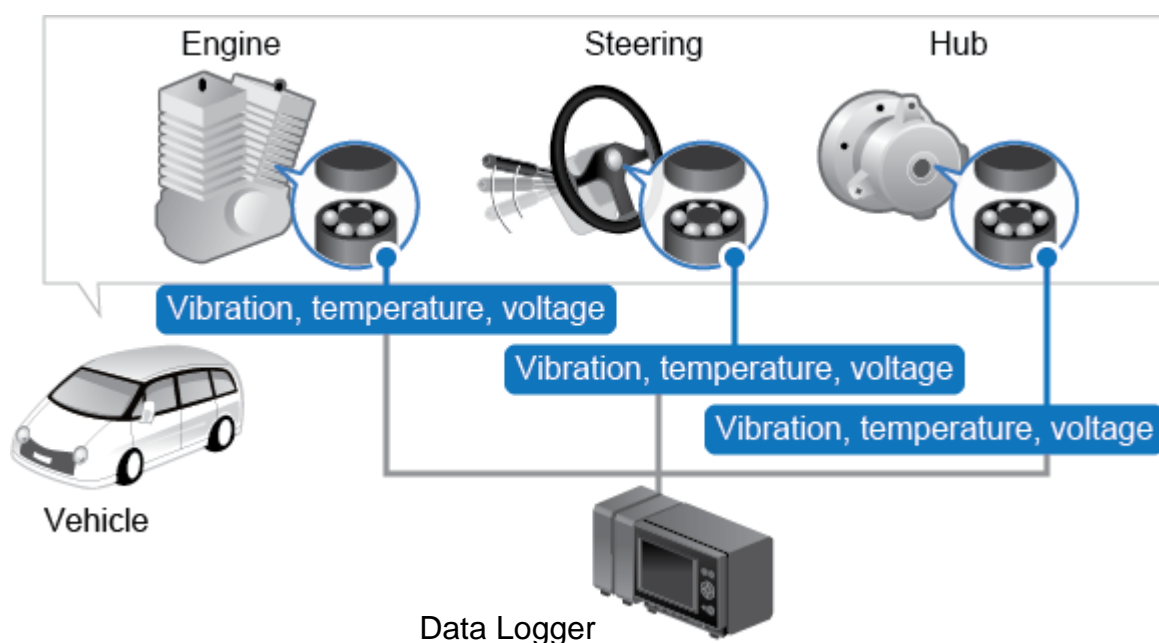 Engine
Steering
Hub
Vibration, temperature, voltage
Vibration, temperature, voltage
Vibration, temperature, voltage
Vehicle
Data Logger